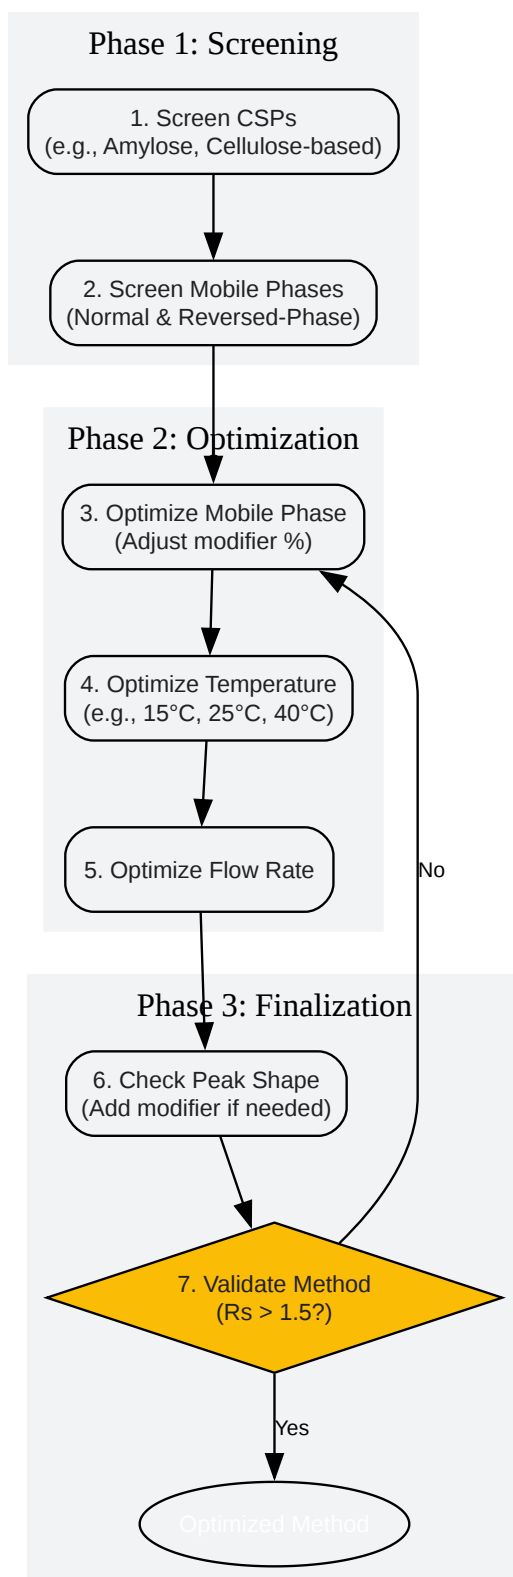 Phase 1: Screening
1. Screen CSPs
(e.g., Amylose, Cellulose-based)
2. Screen Mobile Phases
(Normal & Reversed-Phase)
Phase 2: Optimization
3. Optimize Mobile Phase
(Adjust modifier %)
4. Optimize Temperature
(e.g., 15°C, 25°C, 40°C)
5. Optimize Flow Rate
No
Phase 3: Finalization
6. Check Peak Shape
(Add modifier if needed)
7. Validate Method
(Rs > 1.5?)
Yes
Optimized Method